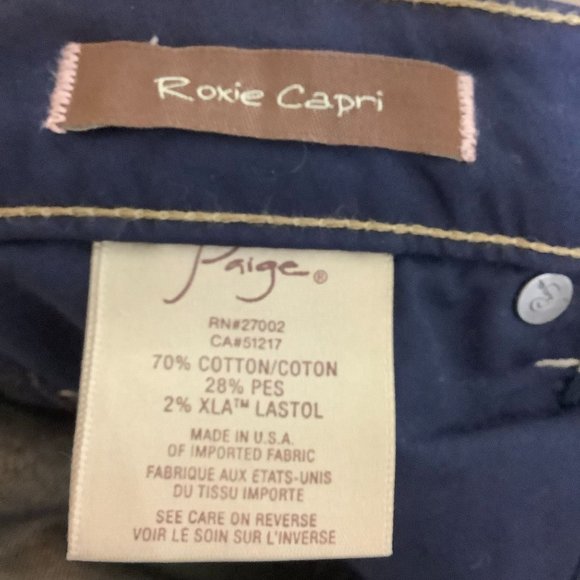 Roxie Capri
Paige®
RN#27002
CA#51217
70% COTTON/COTON
28% PES
2% XLA™ LASTOL
MADE IN U.S.A.
OF IMPORTED FABRIC
FABRIQUE AUX ÉTATS-UNIS
DU TISSU IMPORTE
SEE CARE ON REVERSE
VOIR LE SOIN SUR L'INVERSE